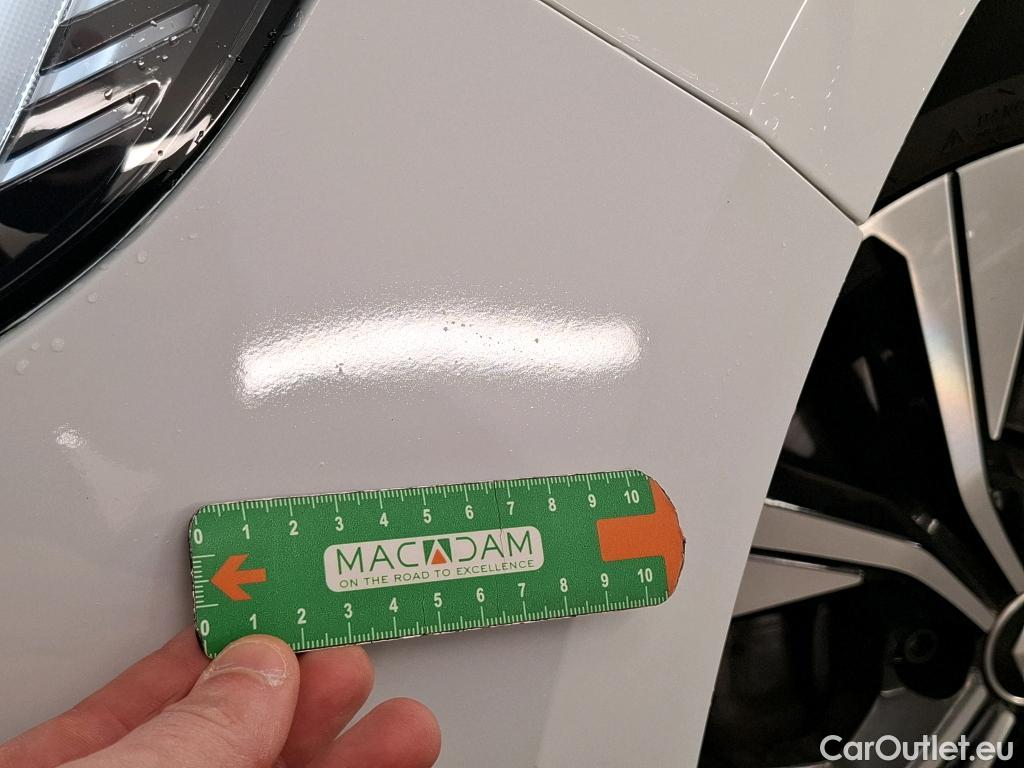 0 1 2 3 4 5 6 7 8 9 10
MACADAM
ON THE ROAD TO EXCELLENCE
0 1 2 3 4 5 6 7 8 9 10
CarOutlet.eu